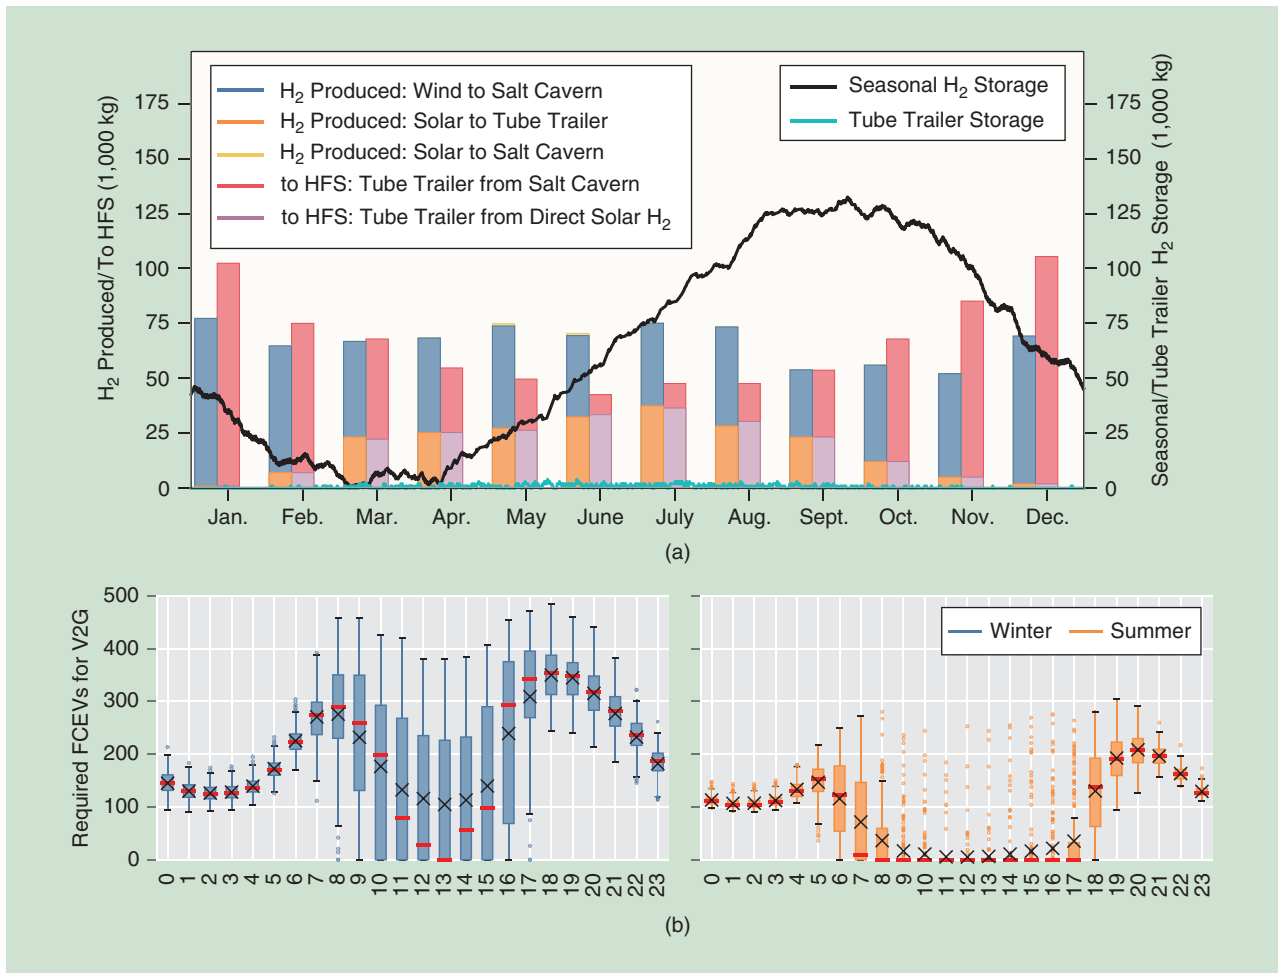 H2 Produced/To HFS (1,000 kg)
175
150
125
100
75
50
25
0
H2 Produced: Wind to Salt Cavern
H2 Produced: Solar to Tube Trailer
H2 Produced: Solar to Salt Cavern
to HFS: Tube Trailer from Salt Cavern
to HFS: Tube Trailer from Direct Solar H2
Seasonal H2 Storage
Tube Trailer Storage
175
150
125
100
75
50
25
0
Seasonal/Tube Trailer H2 Storage (1,000 kg)
Jan. Feb. Mar. Apr. May June July Aug. Sept. Oct. Nov. Dec.
(a)
Required FCEVs for V2G
500
400
300
200
100
0
0 1 2 3 4 5 6 7 8 9 10 11 12 13 14 15 16 17 18 19 20 21 22 23
Winter Summer
0 1 2 3 4 5 6 7 8 9 10 11 12 13 14 15 16 17 18 19 20 21 22 23
(b)